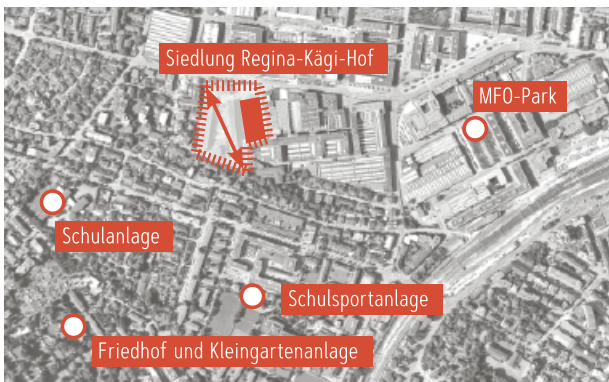 Siedlung Regina-Kägi-Hof
MFO-Park
Schulanlage
Schulsportanlage
Friedhof und Kleingartenanlage